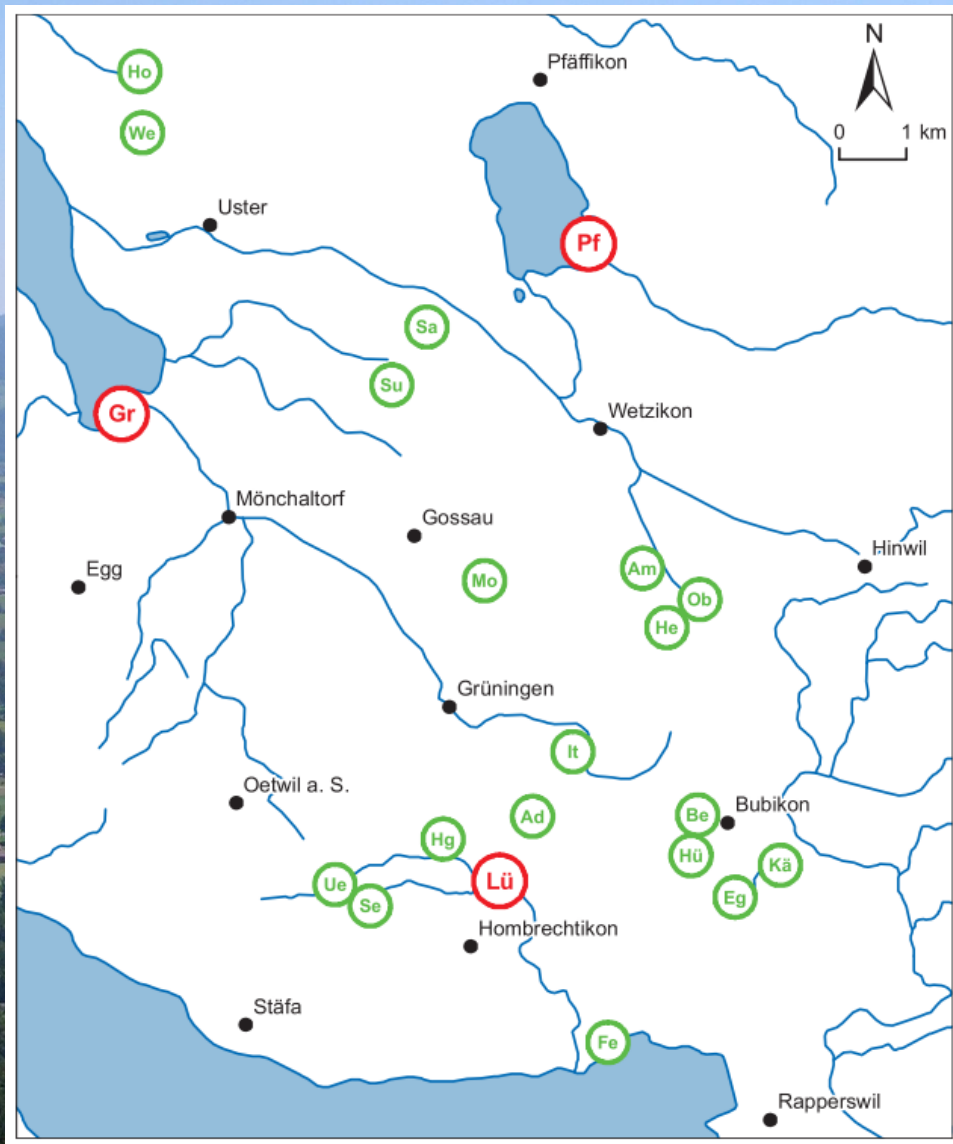 N
Pfäffikon
Ho
0 1 km
We
Uster
Pf
Sa
Su
Gr
Wetzikon
Mönchaltorf
Gossau
Hinwil
Egg
Am
Mo
Ob
He
Grüningen
It
Oetwil a. S.
Bubikon
Ad
Be
Hg
Hü
Kä
Lü
Ue
Eg
Se
Hombrechtikon
Stäfa
Fe
Rapperswil